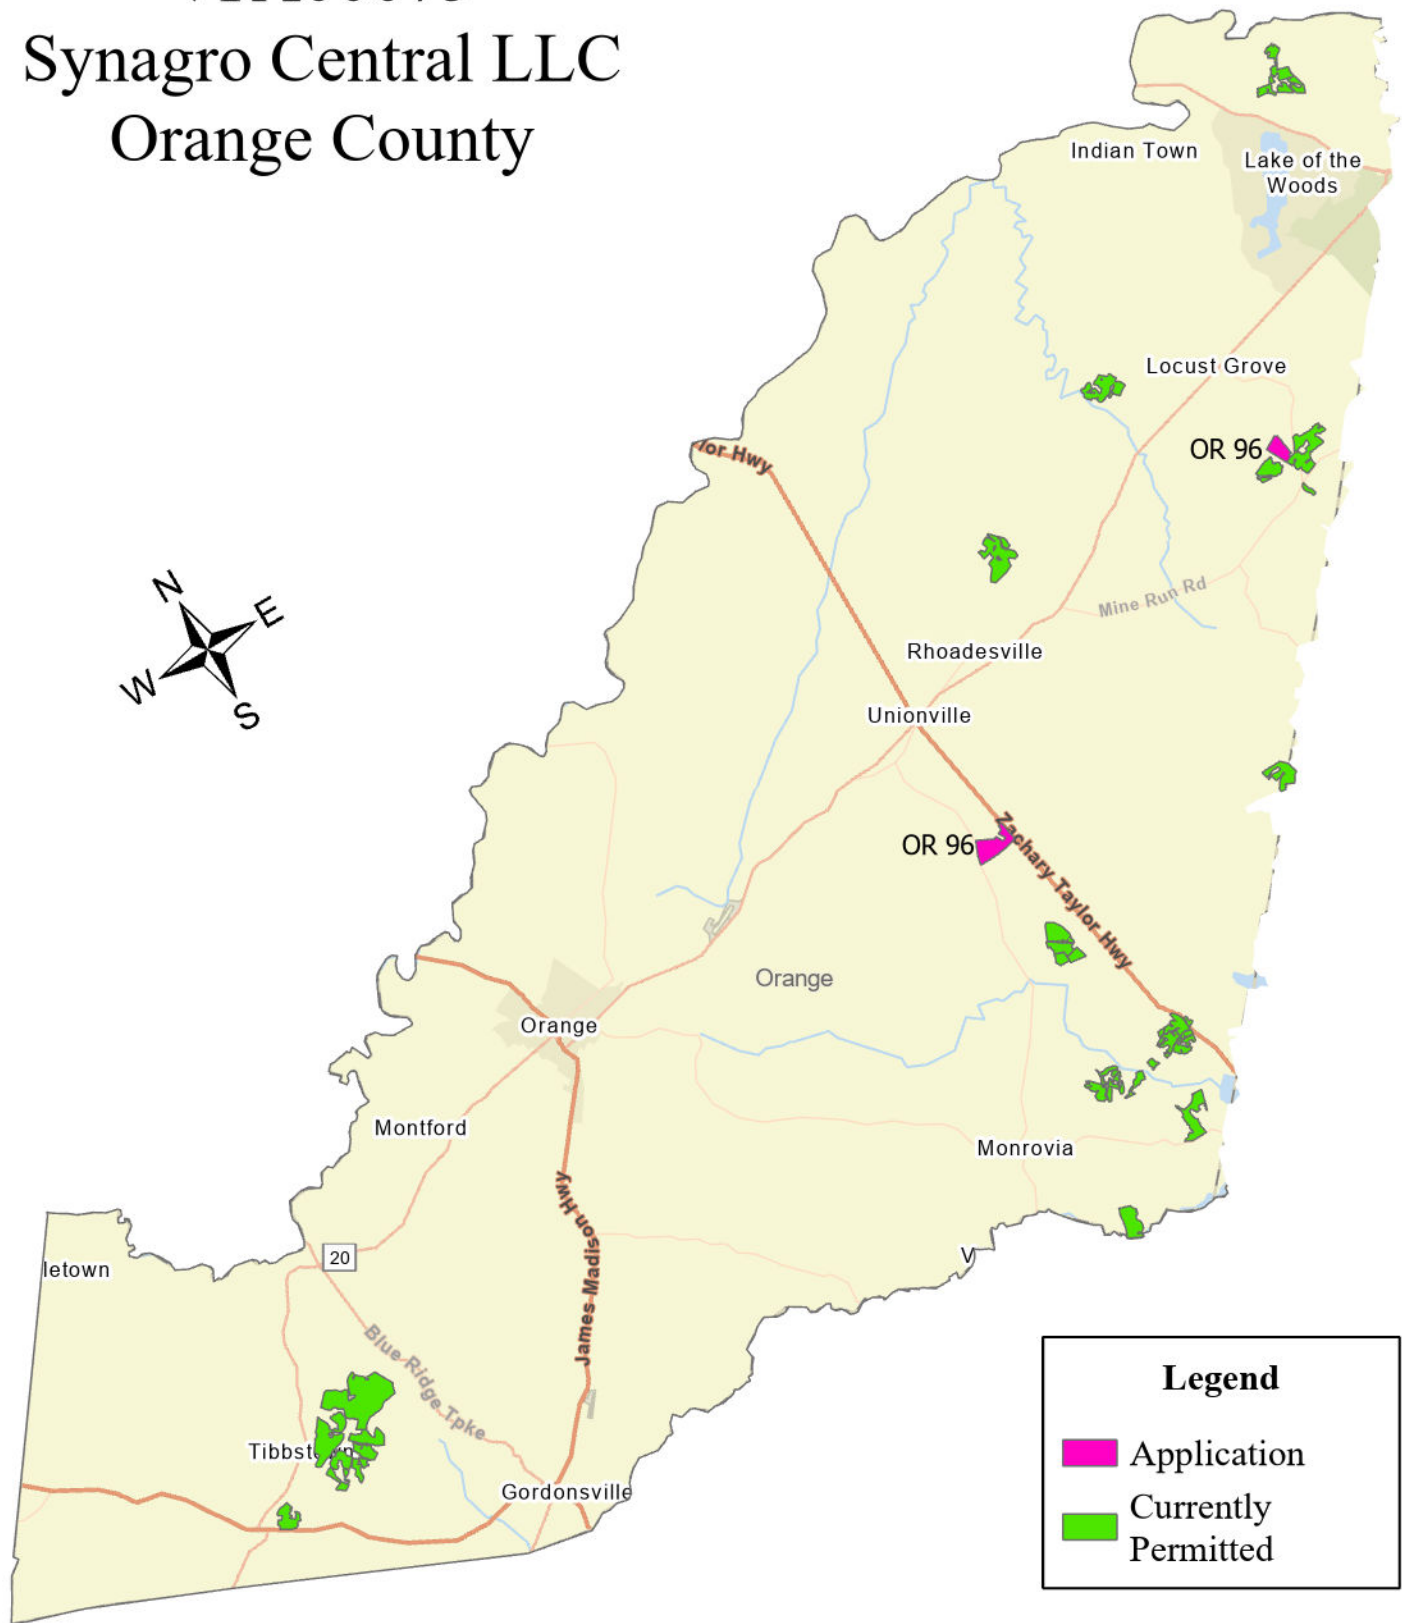 Synagro Central LLC
Orange County
Indian Town
Lake of the
Woods
Locust Grove
lor Hwy
OR 96
N
E
W
S
Mine Run Rd
Rhoadesville
Unionville
OR 96
Zachary Taylor Hwy
Orange
Orange
Montford
Monrovia
James Madison Hwy
V
20
letown
Blue Ridge Tpke
Gordonsville
Legend
Application
Currently
Permitted